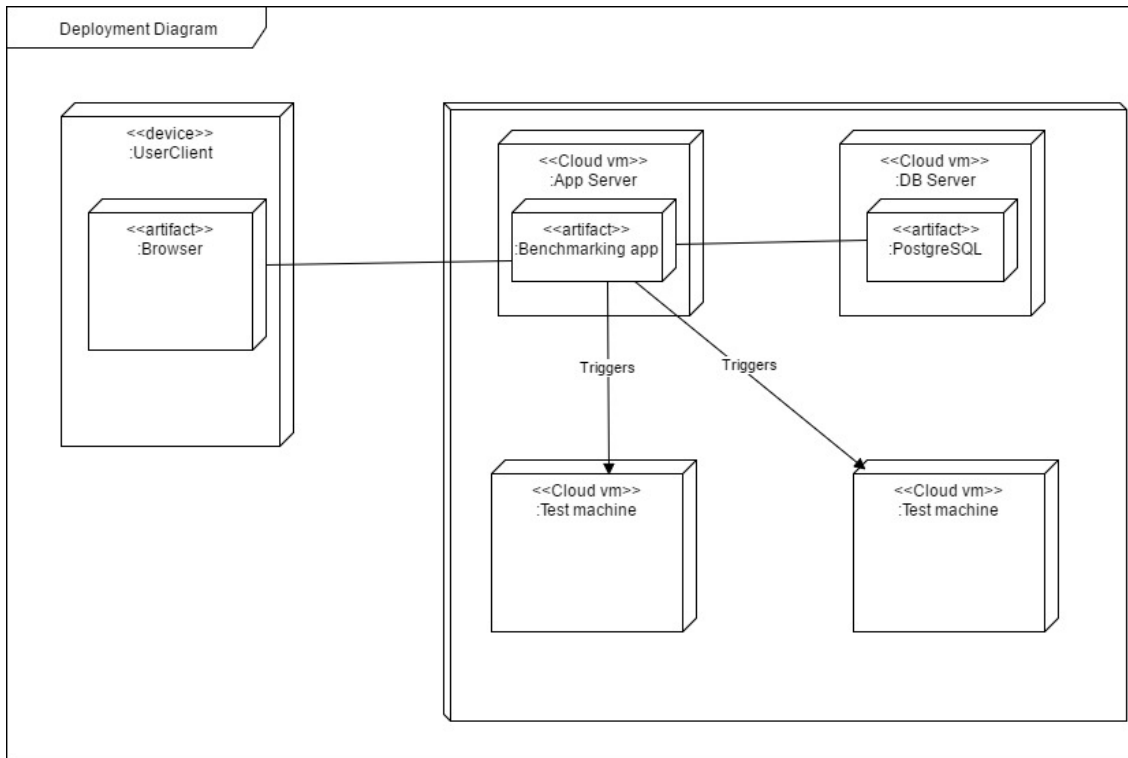 Deployment Diagram
<<device>>
:UserClient
<<artifact>>
:Browser
<<Cloud vm>>
:App Server
<<artifact>>
:Benchmarking app
<<Cloud vm>>
:DB Server
<<artifact>>
:PostgreSQL
Triggers
Triggers
<<Cloud vm>>
:Test machine
<<Cloud vm>>
:Test machine